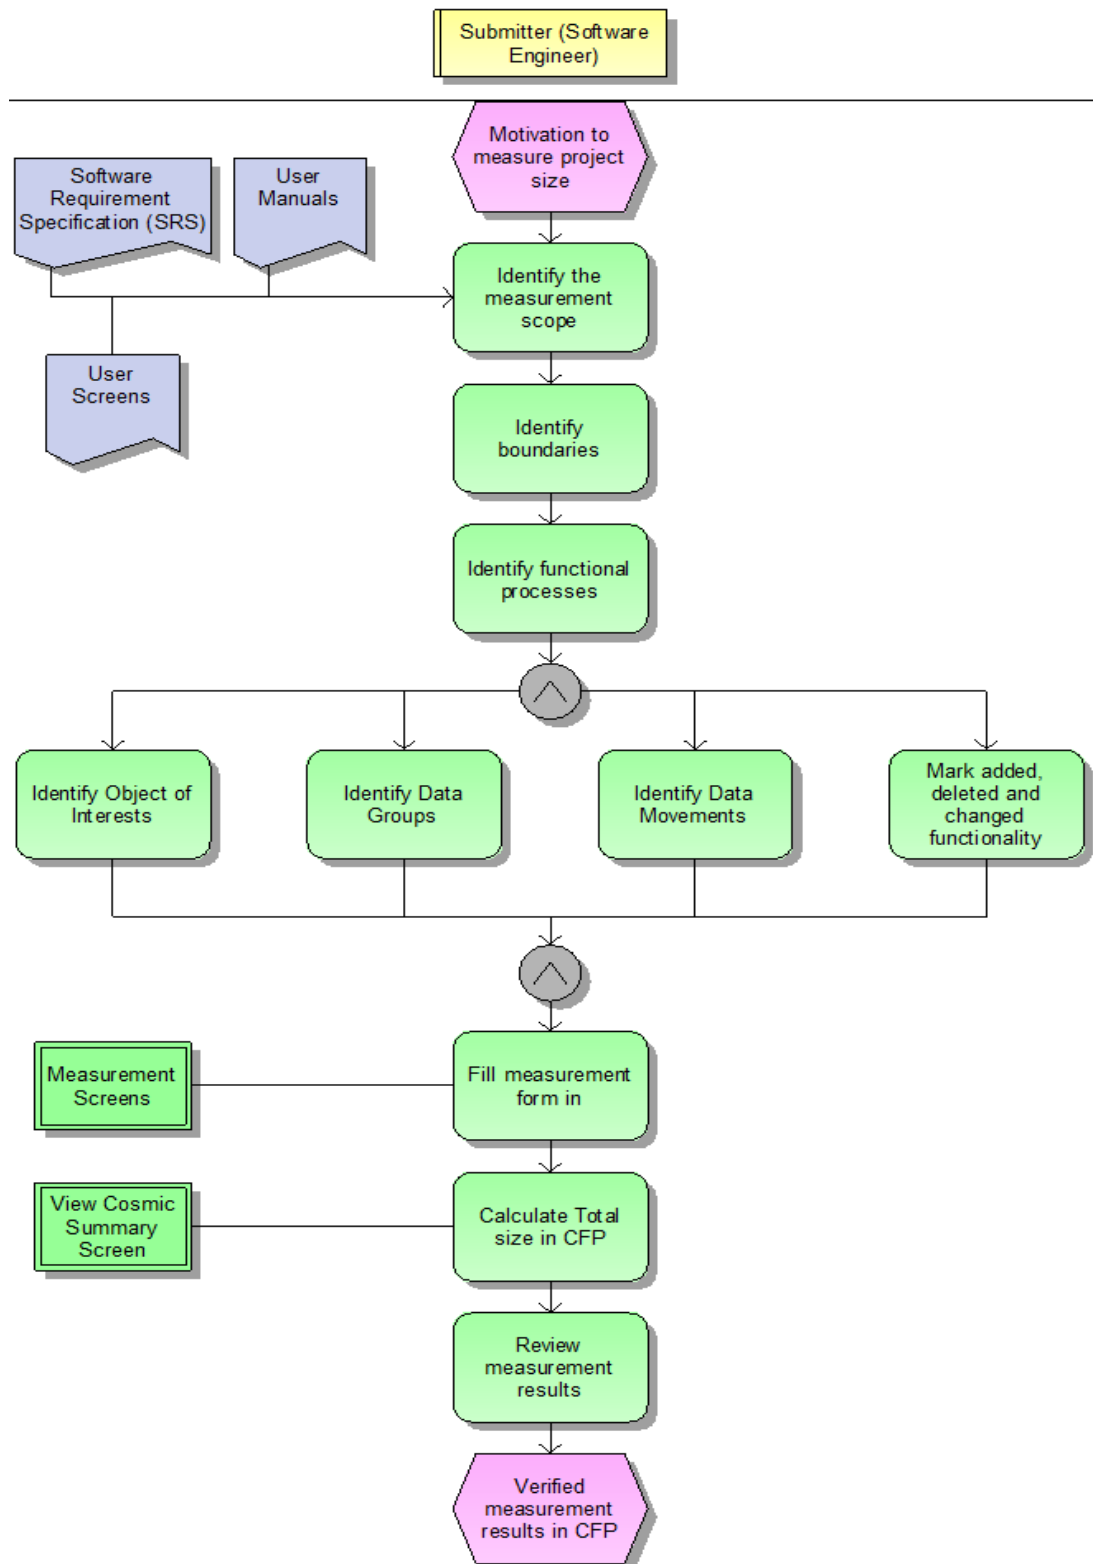 Submitter (Software
Engineer)
Motivation to
measure project
size
Software
Requirement
Specification (SRS)
User
Manuals
Identify the
measurement
scope
User
Screens
Identify
boundaries
Identify functional
processes
Identify Object of
Interests
Identify Data
Groups
Identify Data
Movements
Mark added,
deleted and
changed
functionality
Measurement
Screens
Fill measurement
form in
View Cosmic
Summary
Screen
Calculate Total
size in CFP
Review
measurement
results
Verified
measurement
results in CFP